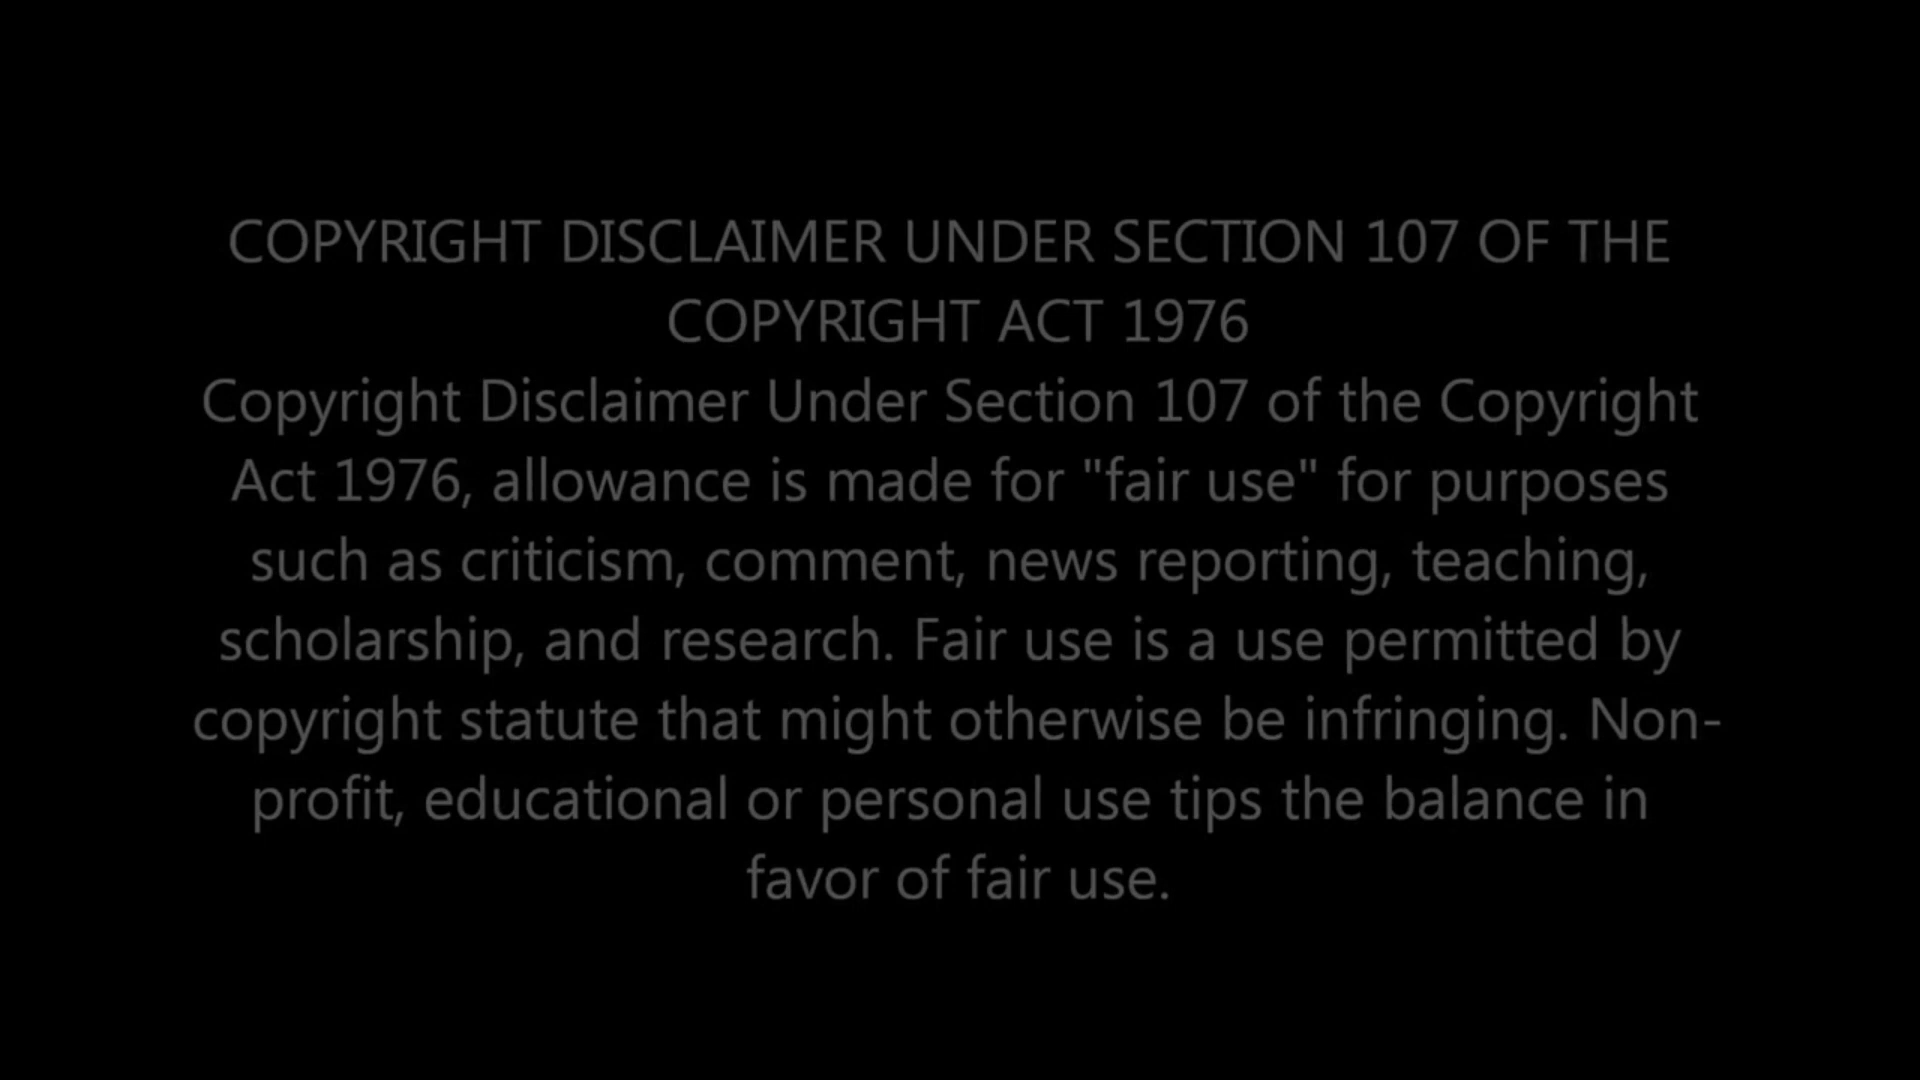 COPYRIGHT DISCLAIMER UNDER SECTION 107 OF THE
COPYRIGHT ACT 1976
Copyright Disclaimer Under Section 107 of the Copyright
Act 1976, allowance is made for "fair use" for purposes
such as criticism, comment, news reporting, teaching,
scholarship, and research. Fair use is a use permitted by
copyright statute that might otherwise be infringing. Non-
profit, educational or personal use tips the balance in
favor of fair use.